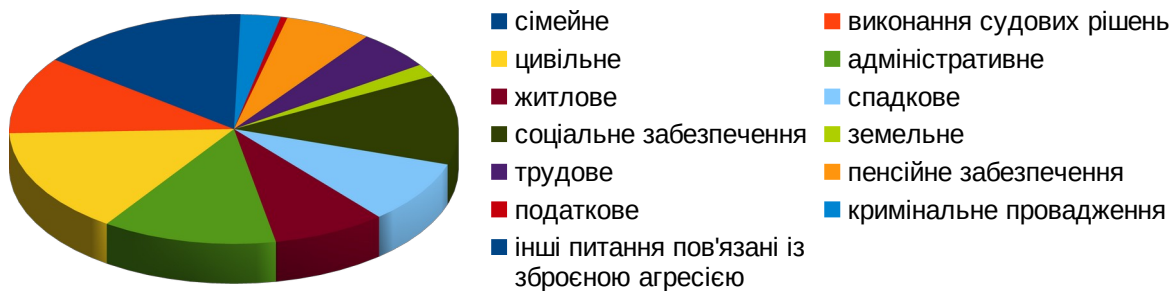 сімейне
виконання судових рішень
цивільне
адміністративне
житлове
спадкове
соціальне забезпечення
земельне
трудове
пенсійне забезпечення
податкове
кримінальне провадження
інші питання пов'язані із
зброєною агресією